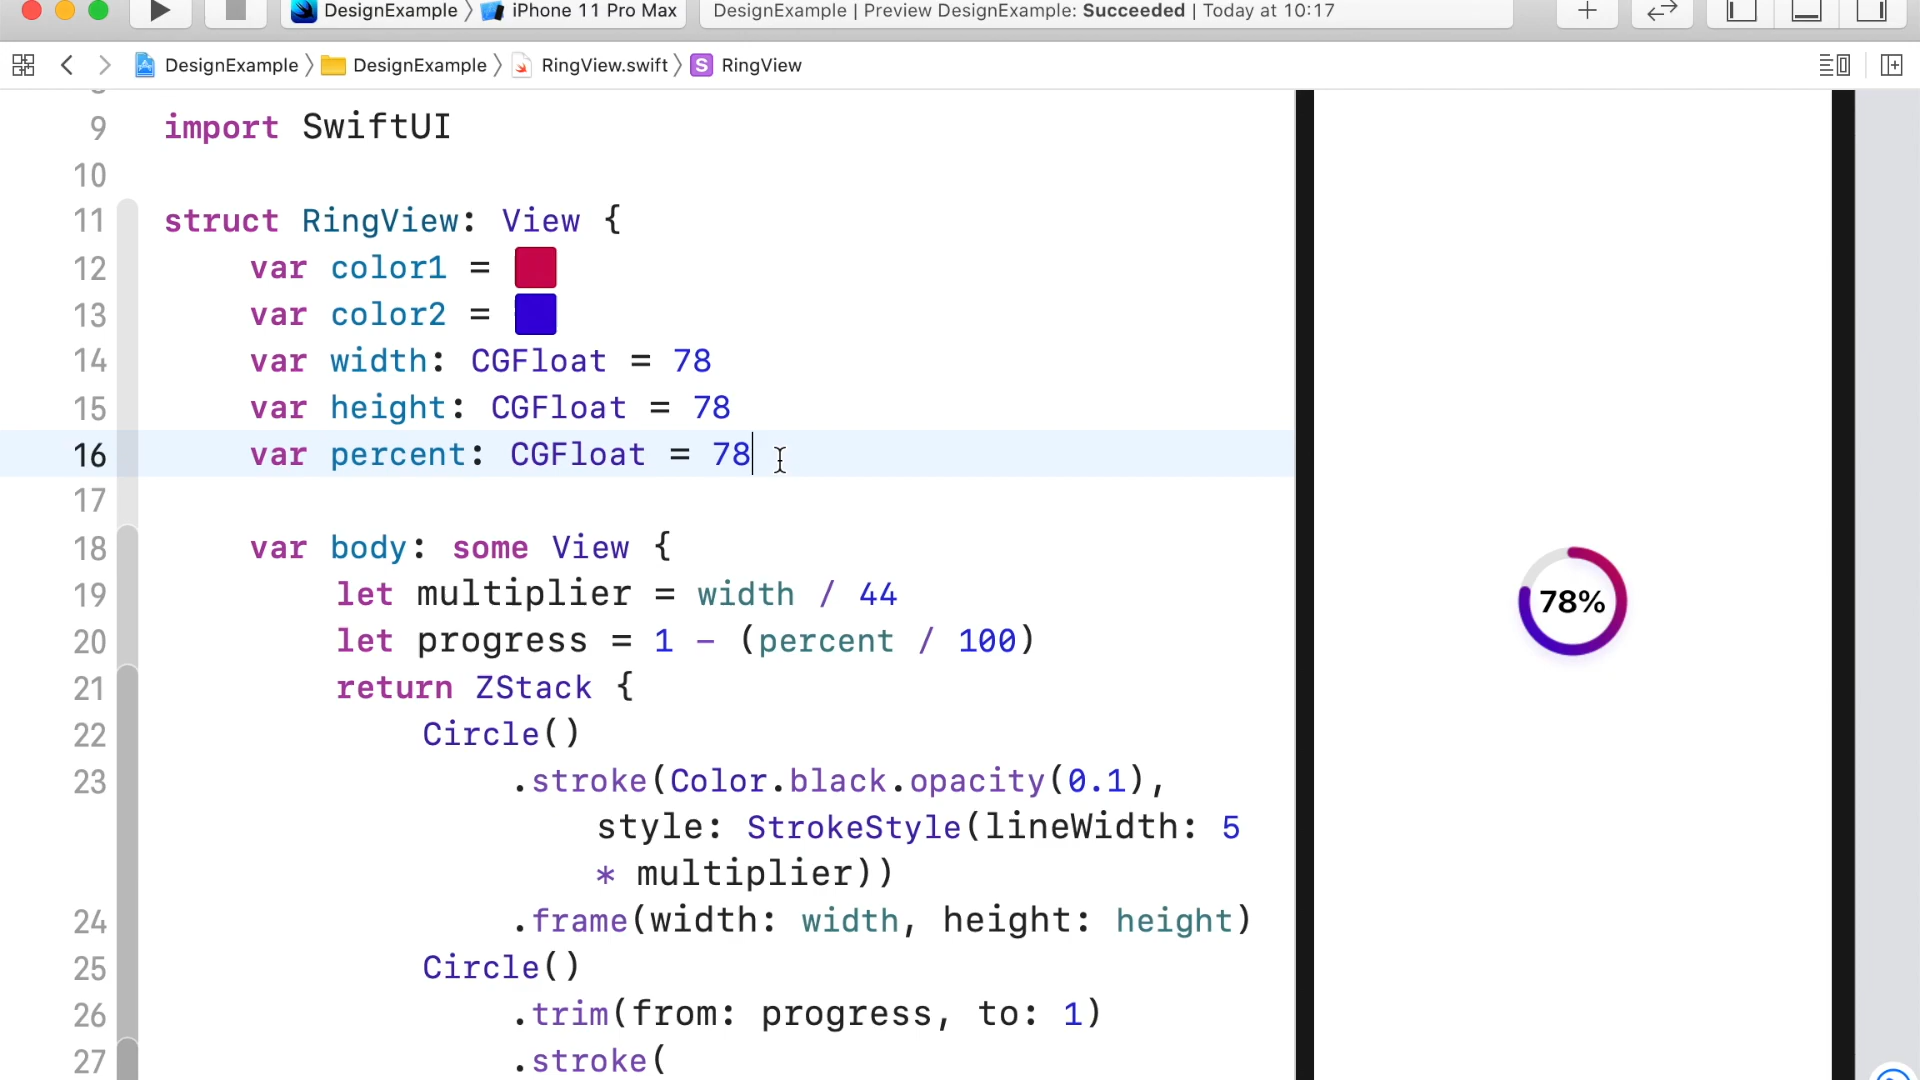 DesignExample 〉 iPhone 11 Pro Max
DesignExample | Preview DesignExample: Succeeded | Today at 10:17
DesignExample 〉 DesignExample 〉 RingView.swift 〉 S RingView
9 import SwiftUI
10
11 struct RingView: View {
12 var color1 =
13 var color2 =
14 var width: CGFloat = 78
15 var height: CGFloat = 78
16 var percent: CGFloat = 78
17
18 var body: some View {
19 let multiplier = width / 44
20 let progress = 1 - (percent / 100)
21 return ZStack {
22 Circle()
23 .stroke(Color.black.opacity(0.1),
style: StrokeStyle(lineWidth: 5
* multiplier))
24 .frame(width: width, height: height)
25 Circle()
26 .trim(from: progress, to: 1)
27 .stroke(
78%